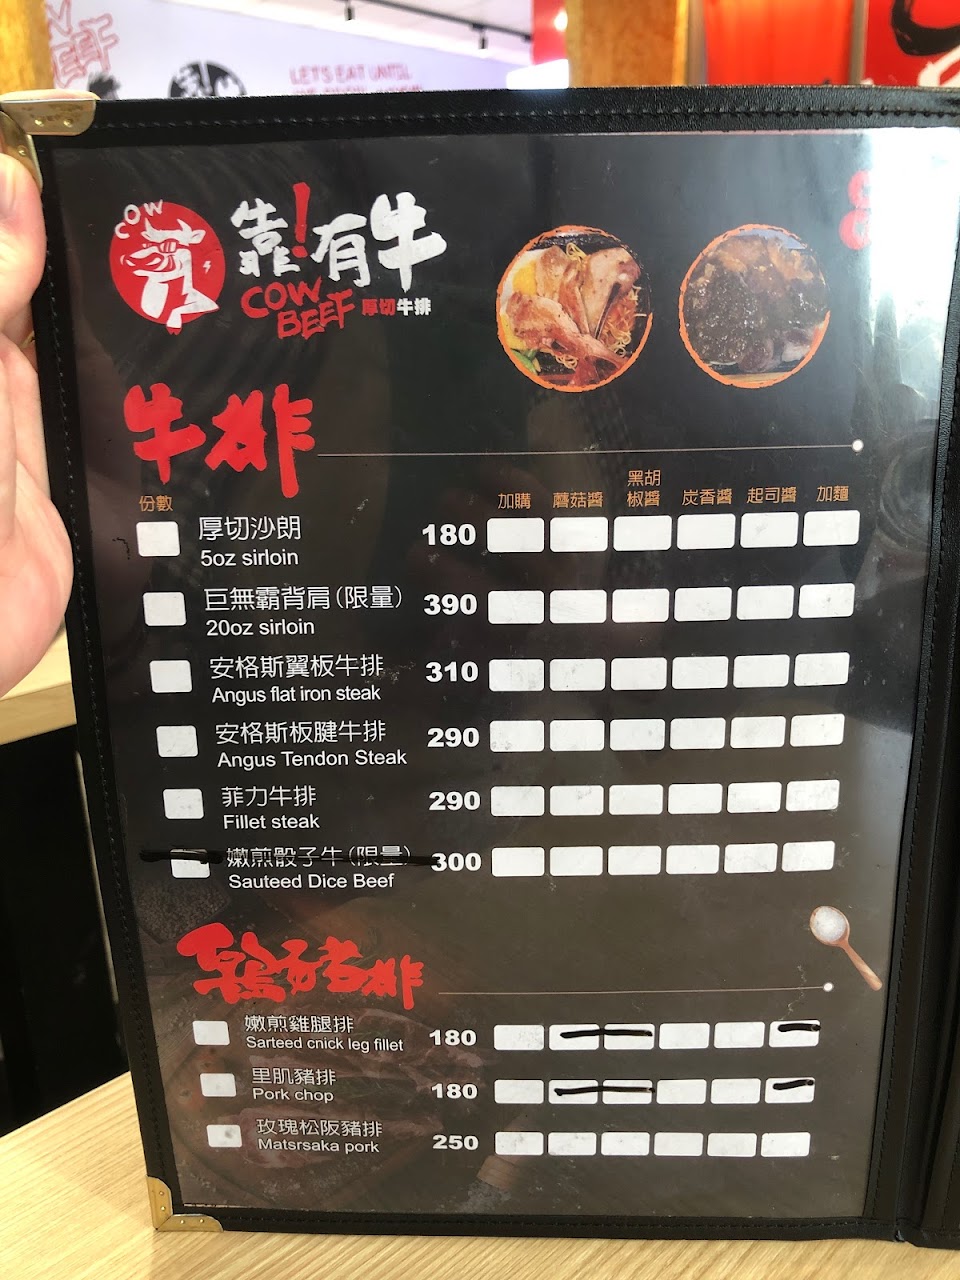 LET'S EAT UNTIL
COW
靠!有牛
COW
BEEF 厚切牛排
牛排
份數 加購 蘑菇醬 黑胡椒醬 炭香醬 起司醬 加麵
厚切沙朗 180
5oz sirloin
巨無霸背肩(限量) 390
20oz sirloin
安格斯翼板牛排 310
Angus flat iron steak
安格斯板腱牛排 290
Angus Tendon Steak
菲力牛排 290
Fillet steak
嫩煎骰子牛(限量) 300
Sauteed Dice Beef
雞豬排
嫩煎雞腿排 180
Sarteed cnick leg fillet
里肌豬排 180
Pork chop
玫瑰松阪豬排 250
Matsrsaka pork